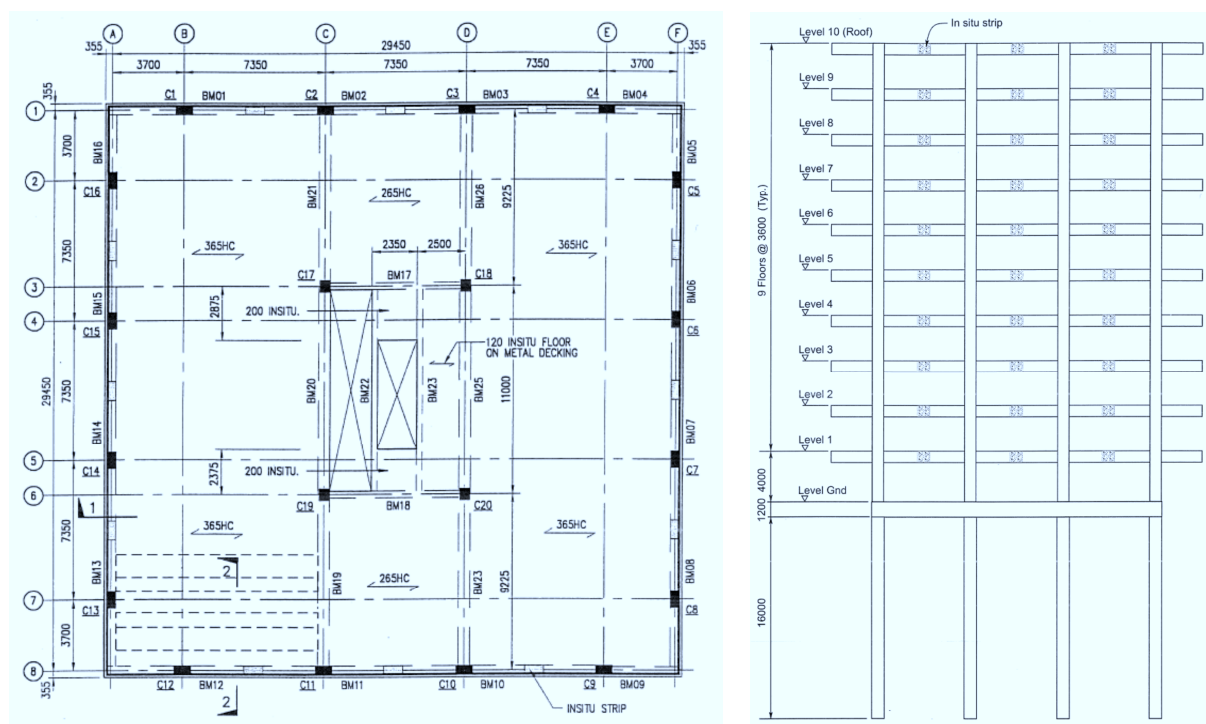 A B C D E F
355 29450 355
3700 7350 7350 7350 3700
355
C1 BM01 C2 BM02 C3 BM03 C4 BM04
1
3700
BM16 BM05
2
C16 BM21 265HC BM26 9225 C5
7350
365HC 2350 2500 365HC
C17 BM17 C18
3
BM15 2875 200 INSITU. BM06
4
C15 120 INSITU FLOOR C6
ON METAL DECKING
29450 7350 BM20 BM22 BM23 BM25 11000
BM14 2375 BM07
5
C14 200 INSITU. C7
6
1 C19 BM18 C20
7350 365HC 365HC
BM13 2 BM19 265HC BM23 9225 BM08
7
C13 C8
3700
8
355 C12 BM12 C11 BM11 C10 BM10 C9 BM09
2 INSITU STRIP
In situ strip
Level 10 (Roof)
Level 9
Level 8
Level 7
Level 6
9 Floors @ 3600 (Typ.)
Level 5
Level 4
Level 3
Level 2
Level 1
4000
Level Gnd
1200
16000